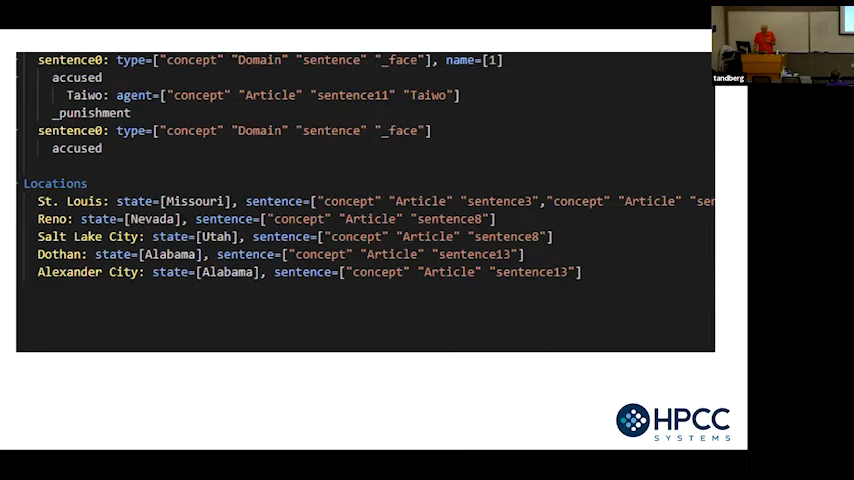 sentence0: type=["concept" "Domain" "sentence" "_face"], name=[1]
accused
Taiwo: agent=["concept" "Article" "sentence11" "Taiwo"]
_punishment
sentence0: type=["concept" "Domain" "sentence" "_face"]
accused
Locations
St. Louis: state=[Missouri], sentence=["concept" "Article" "sentence3","concept" "Article" "sen
Reno: state=[Nevada], sentence=["concept" "Article" "sentence8"]
Salt Lake City: state=[Utah], sentence=["concept" "Article" "sentence8"]
Dothan: state=[Alabama], sentence=["concept" "Article" "sentence13"]
Alexander City: state=[Alabama], sentence=["concept" "Article" "sentence13"]
tandberg
HPCC
SYSTEMS